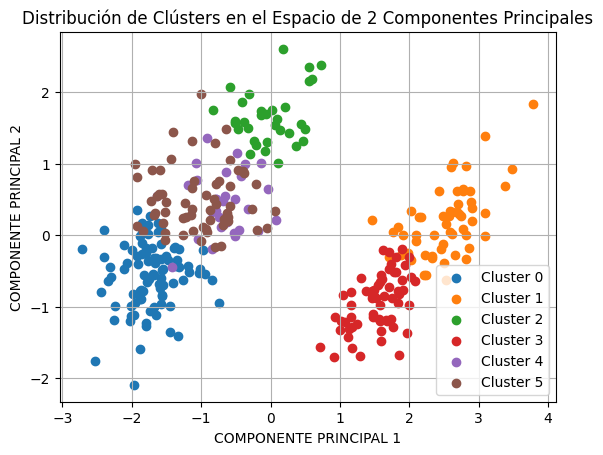 Distribución de Clústers en el Espacio de 2 Componentes Principales
COMPONENTE PRINCIPAL 2
2
1
0
−1
−2
Cluster 0
Cluster 1
Cluster 2
Cluster 3
Cluster 4
Cluster 5
−3 −2 −1 0 1 2 3 4
COMPONENTE PRINCIPAL 1